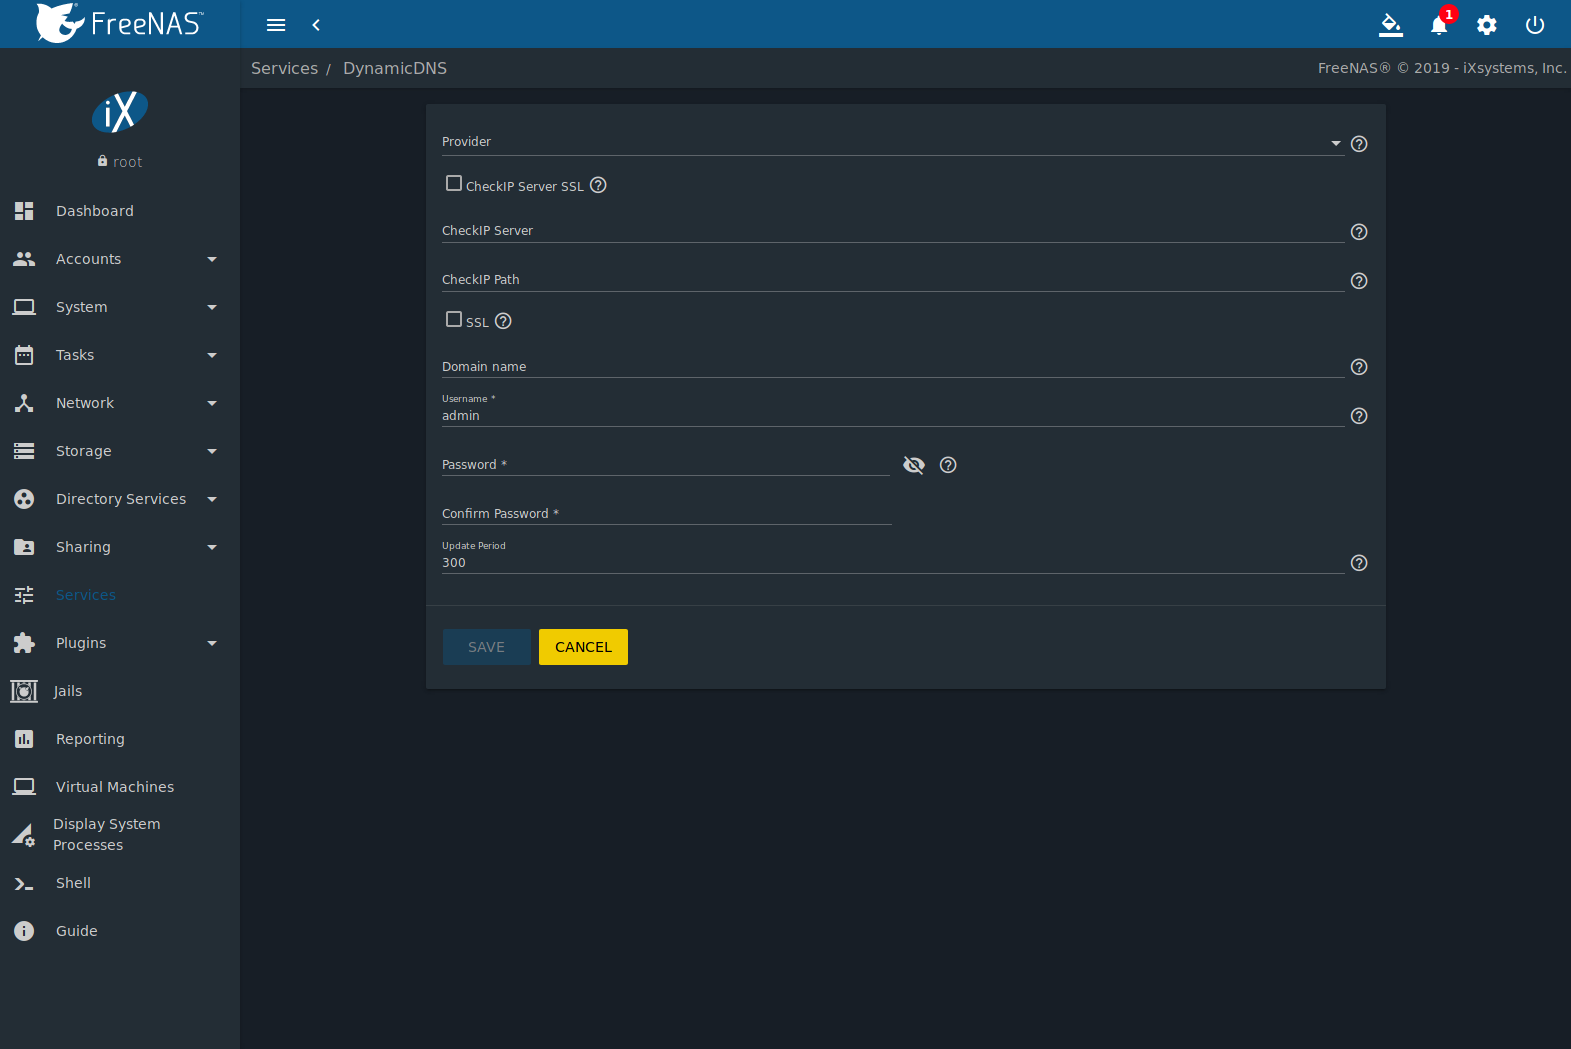 FreeNAS™
1
Services / DynamicDNS
FreeNAS® © 2019 - iXsystems, Inc.
iX
root
Dashboard
Accounts
System
Tasks
Network
Storage
Directory Services
Sharing
Services
Plugins
Jails
Reporting
Virtual Machines
Display System
Processes
Shell
Guide
Provider
CheckIP Server SSL
CheckIP Server
CheckIP Path
SSL
Domain name
Username *
admin
Password *
Confirm Password *
Update Period
300
SAVE CANCEL